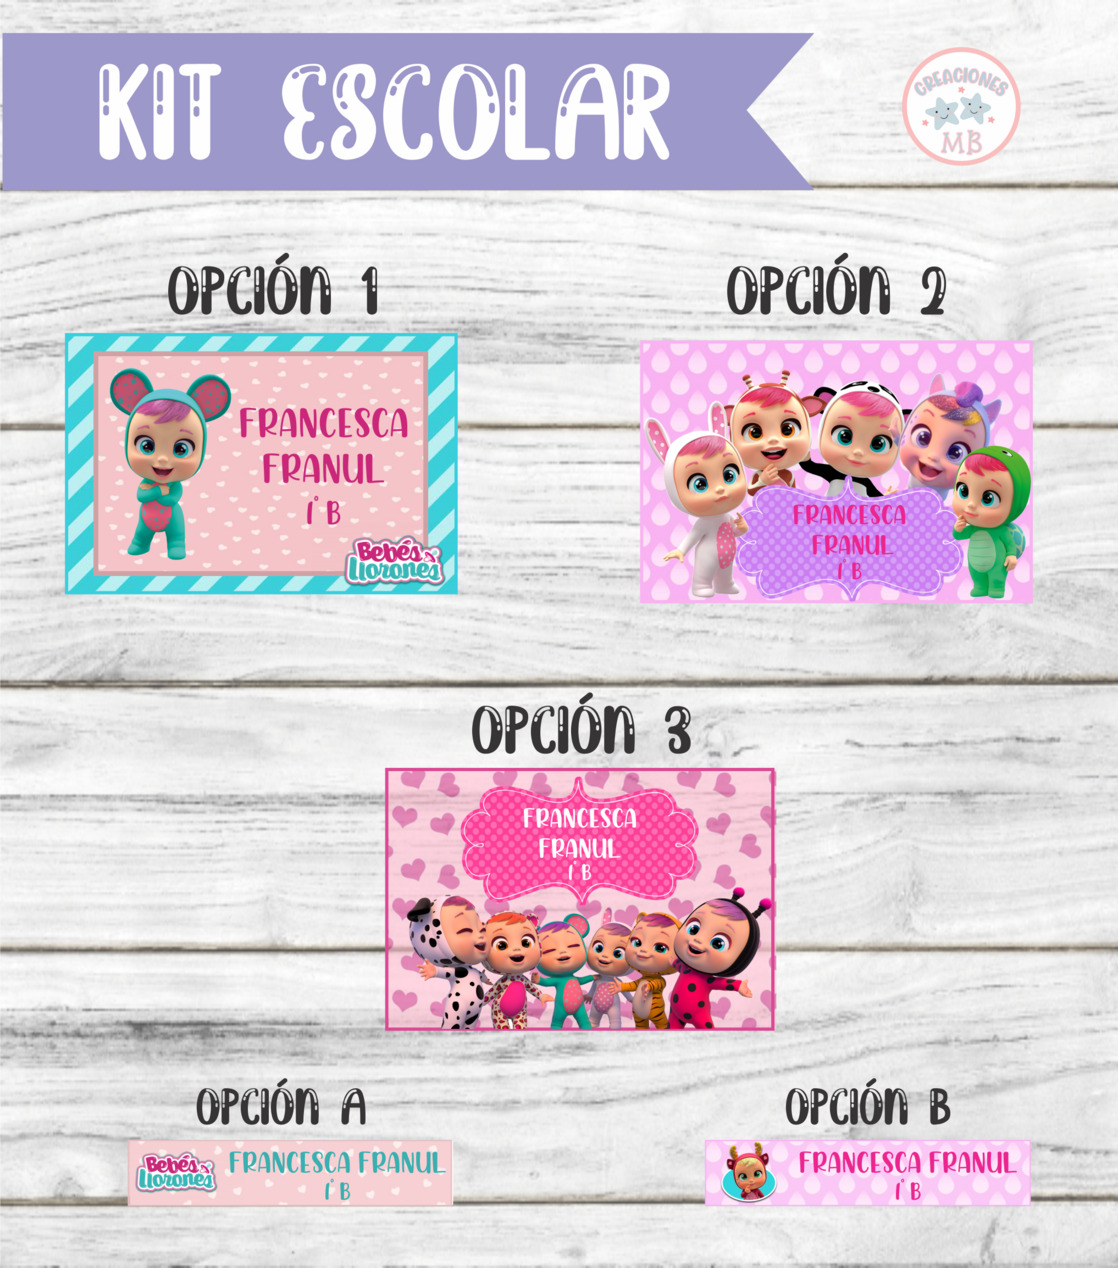 KIT ESCOLAR
CREACIONES
MB
OPCIÓN 1
FRANCESCA
FRANUL
1° B
Bebés
llorones
OPCIÓN 2
FRANCESCA
FRANUL
1° B
OPCIÓN 3
FRANCESCA
FRANUL
1° B
OPCIÓN A
Bebés
llorones
FRANCESCA FRANUL
1° B
OPCIÓN B
FRANCESCA FRANUL
1° B